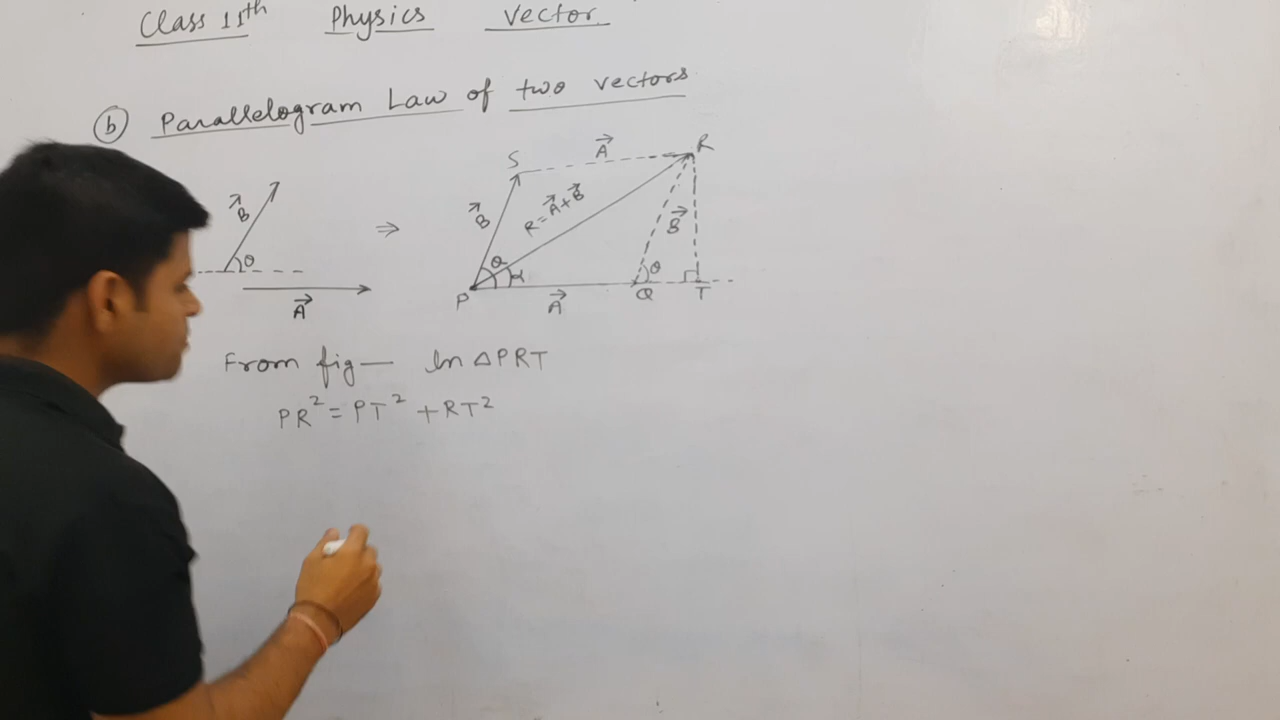 Class 11th Physics Vector
(b) Parallelogram Law of two vectors
S A⃗ R
B⃗ B⃗ R=A⃗+B⃗ B⃗
θ ⇒ θ α θ
A⃗ P A⃗ Q T
From fig— In △PRT
PR²=PT²+RT²